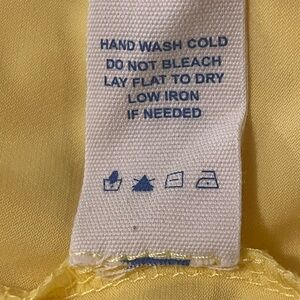 HAND WASH COLD
DO NOT BLEACH
LAY FLAT TO DRY
LOW IRON
IF NEEDED